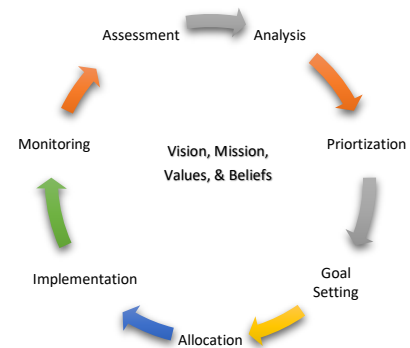 Assessment
Analysis
Priortization
Goal
Setting
Allocation
Implementation
Monitoring
Vision, Mission,
Values, & Beliefs